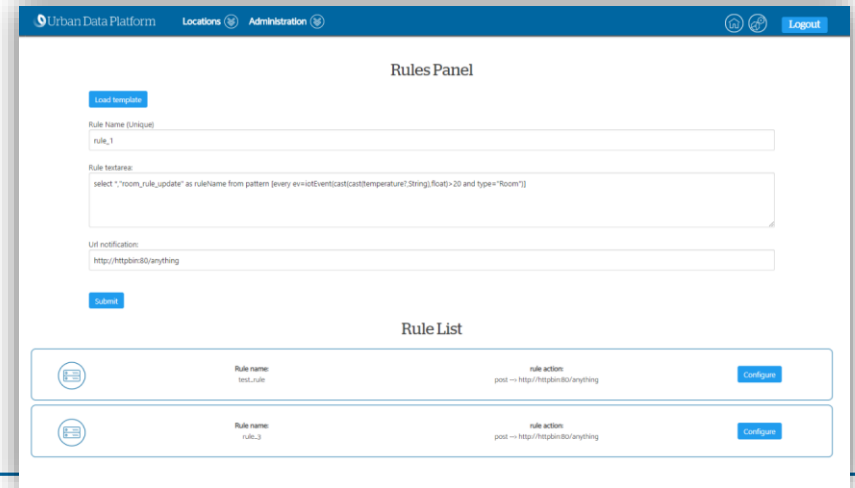 Urban Data Platform Locations Administration Logout
Rules Panel
Load template
Rule Name (Unique)
rule_1
Rule textarea:
select *,"room_rule_update" as ruleName from pattern [every ev=iotEvent(cast(cast(temperature?,String),float)>20 and type="Room")]
Url notification:
http://httpbin:80/anything
Submit
Rule List
Rule name: rule action:
test_rule post --> http://httpbin:80/anything Configure
Rule name: rule action:
rule_3 post --> http://httpbin:80/anything Configure